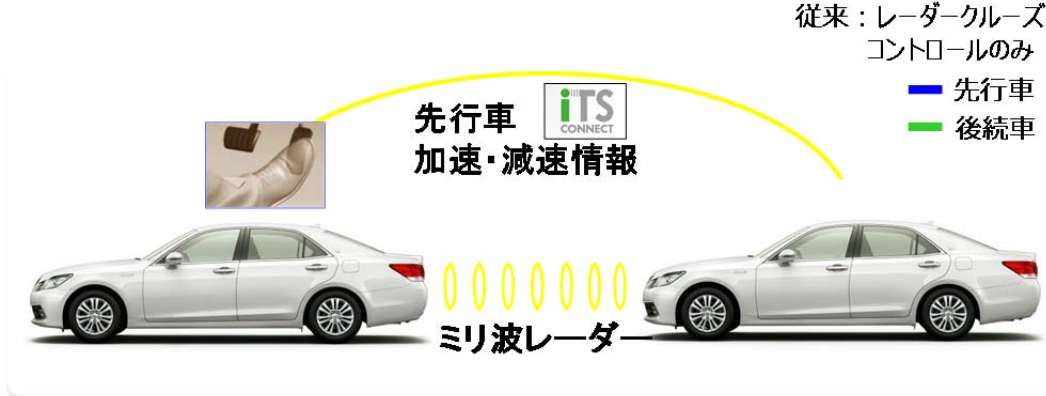 従来：レーダークルーズ
コントロールのみ
先行車
後続車
先行車
加速・減速情報
iTS
CONNECT
ミリ波レーダー